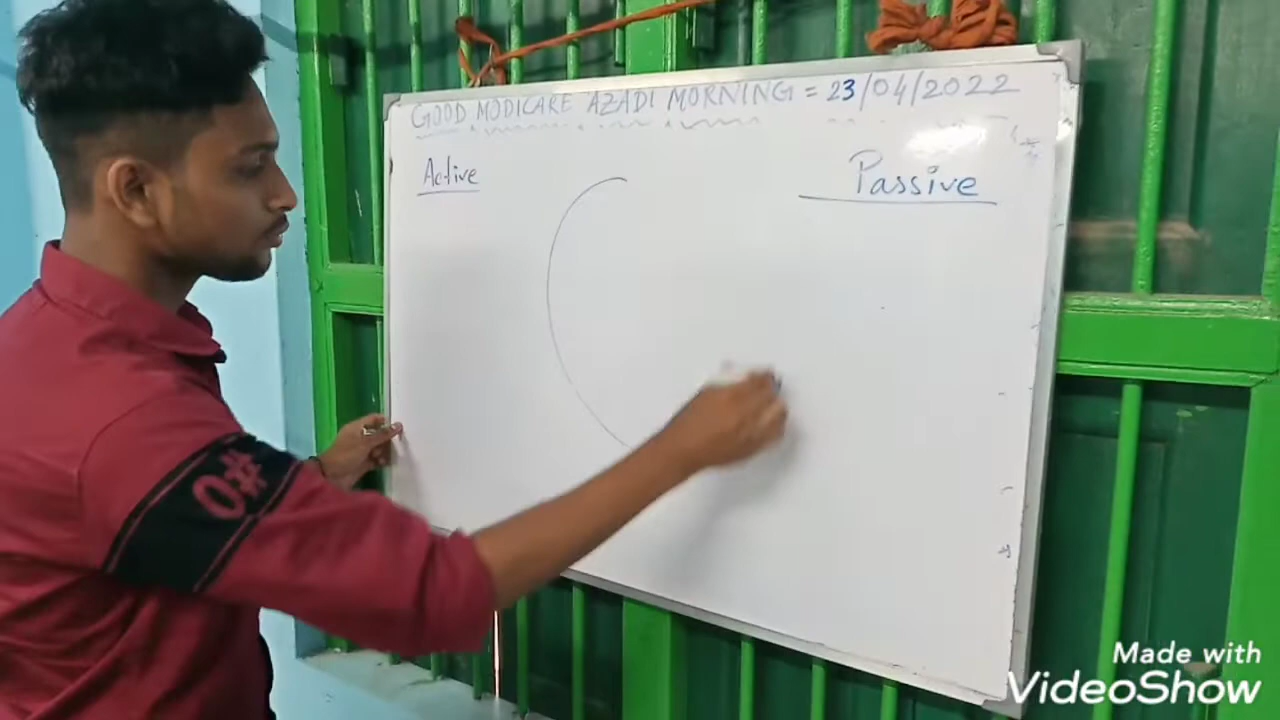 GOOD MODICARE AZADI MORNING = 23/04/2022
Active
Passive
0#
Made with
VideoShow